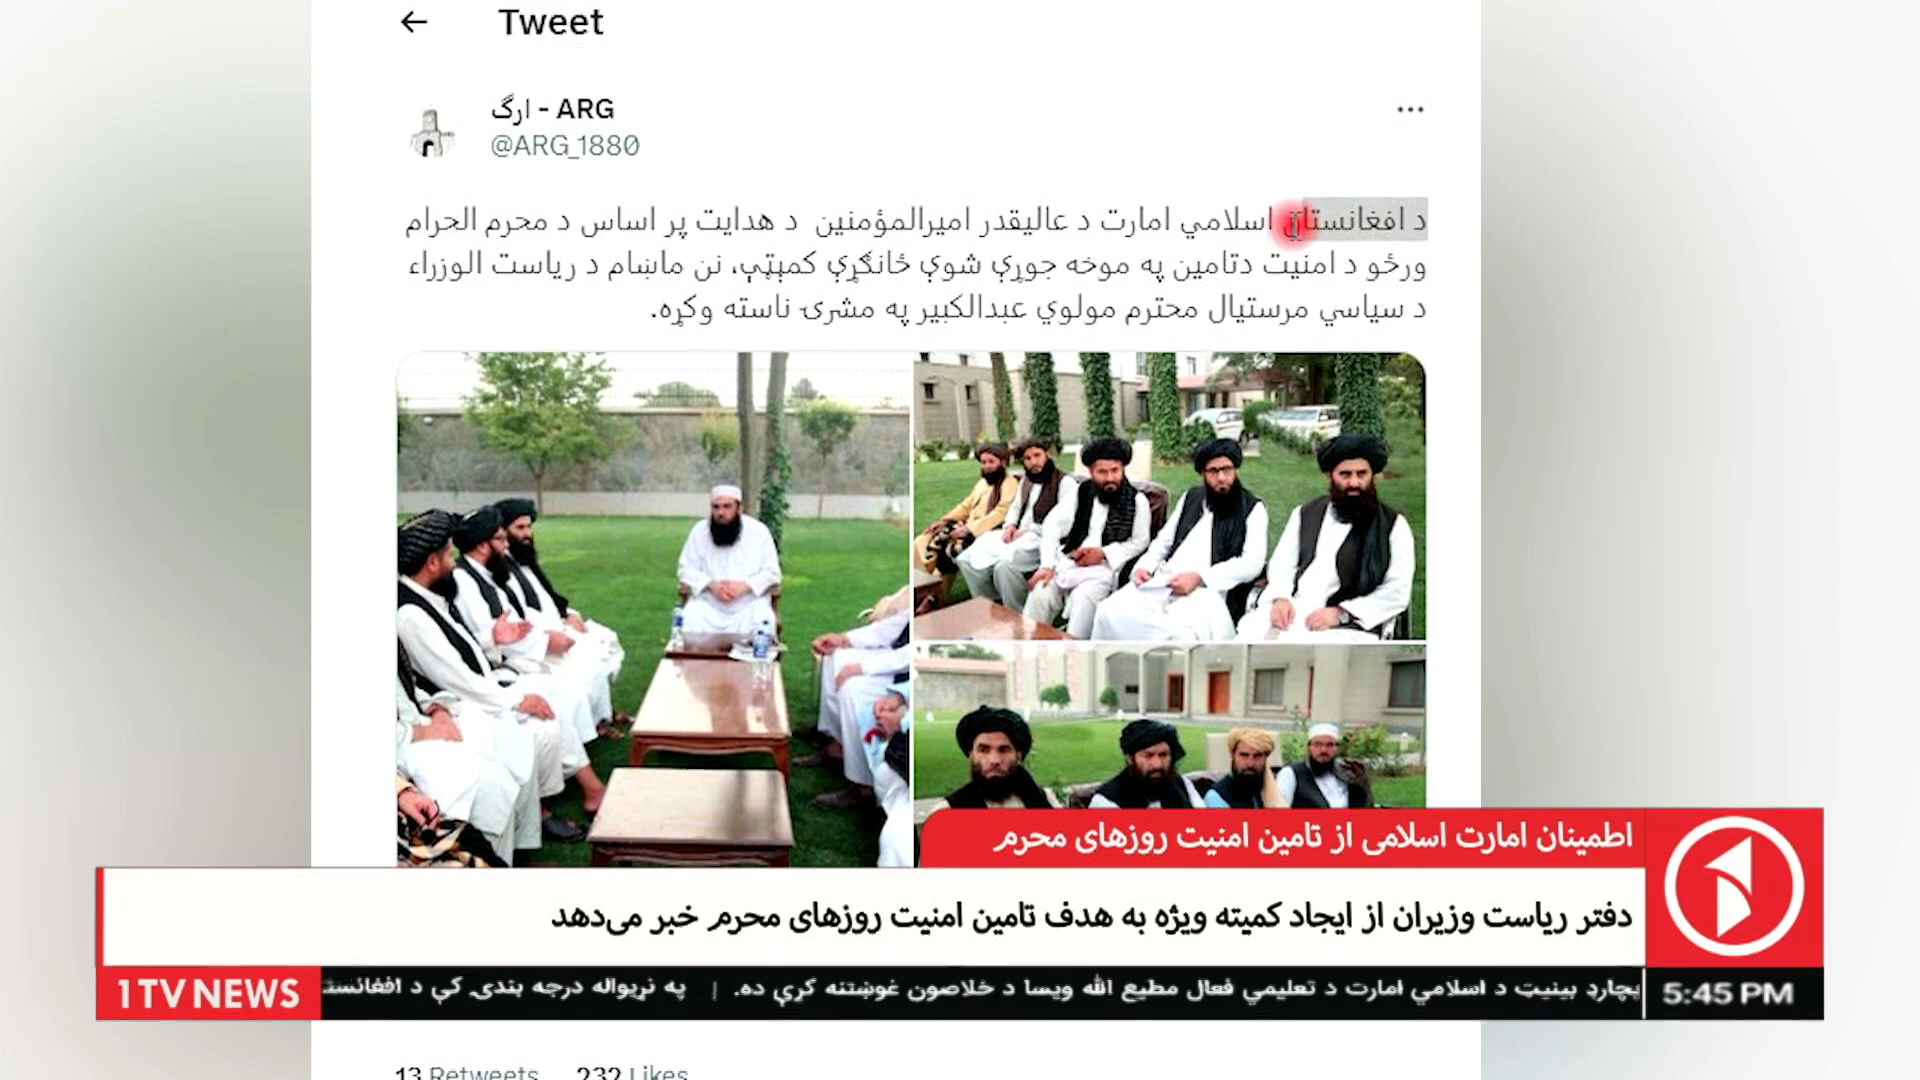 Tweet
ارگ - ARG
@ARG_1880
د افغانستان اسلامي امارت د عالیقدر امیرالمؤمنین د هدایت پر اساس د محرم الحرام
ورځو د امنیت دتامین په موخه جوړې شوې ځانګړې کمېټې، نن ماښام د ریاست الوزراء
د سیاسي مرستیال محترم مولوي عبدالکبیر په مشرۍ ناسته وکړه.
اطمینان امارت اسلامی از تامین امنیت روزهای محرم
دفتر ریاست وزیران از ایجاد کمیته ویژه به هدف تامین امنیت روزهای محرم خبر می‌دهد
1TV NEWS
پچارد بینیټ د اسلامي امارت د تعلیمي فعال مطیع الله ویسا د خلاصون غوښتنه کړې ده. | په نړیواله درجه بندۍ کې د افغانست
5:45 PM
13 Retweets 232 Likes